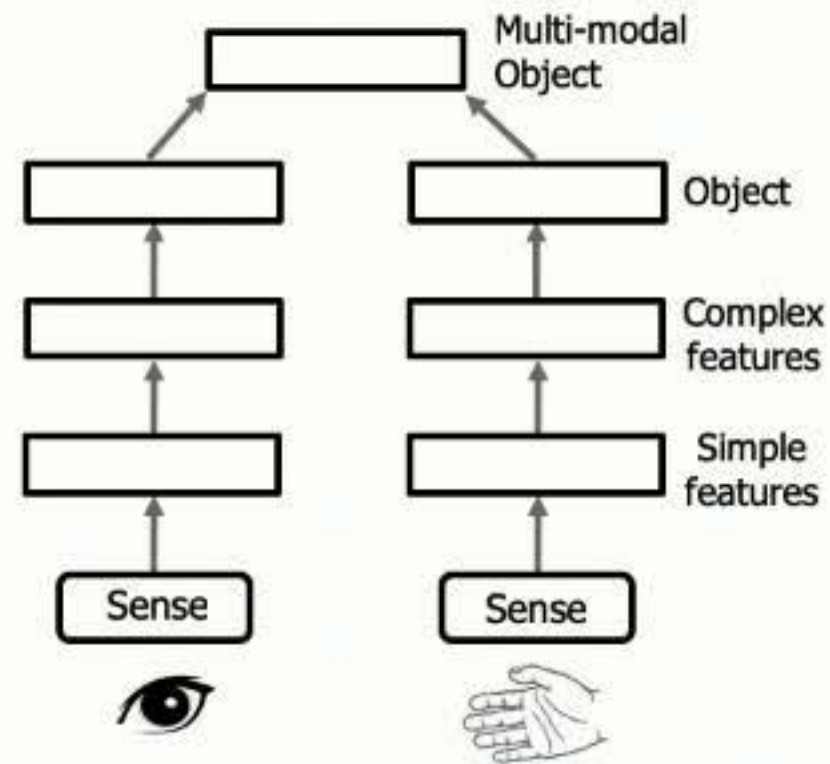 Multi-modal
Object
Object
Complex
features
Simple
features
Sense
Sense